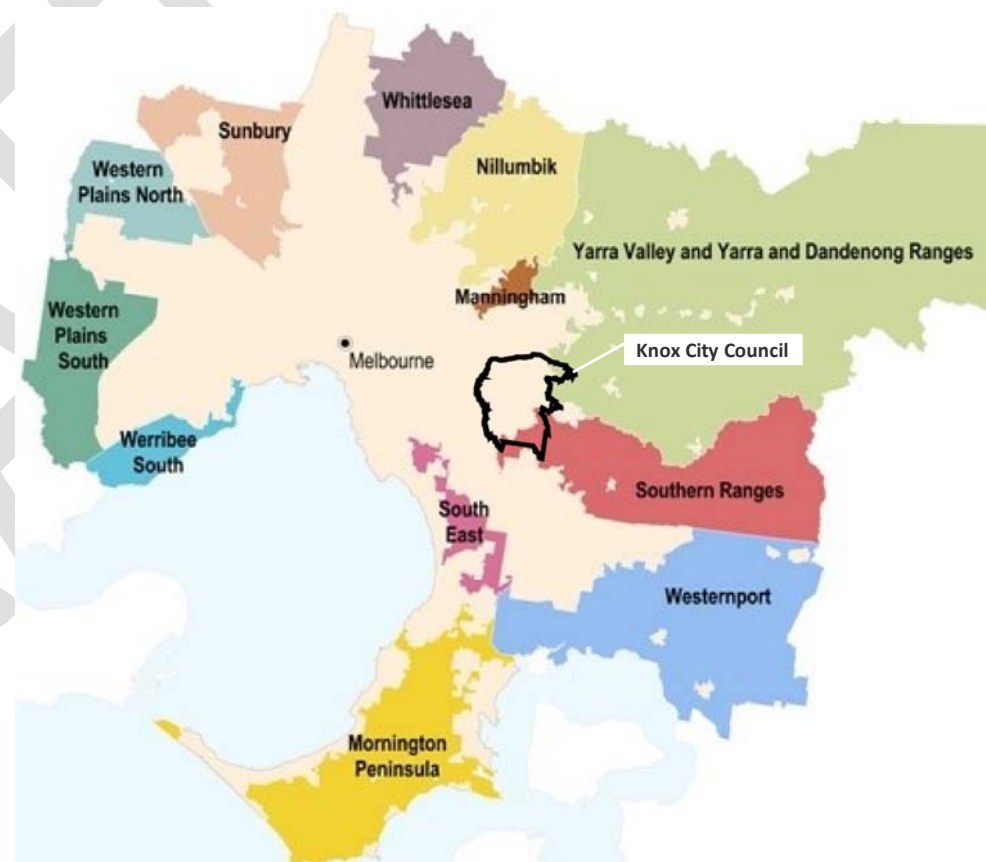 Whittlesea
Sunbury
Nillumbik
Western
Plains North
Yarra Valley and Yarra and Dandenong Ranges
Manningham
Western
Plains
South
Melbourne
Knox City Council
Werribee
South
Southern Ranges
South
East
Westernport
Mornington
Peninsula